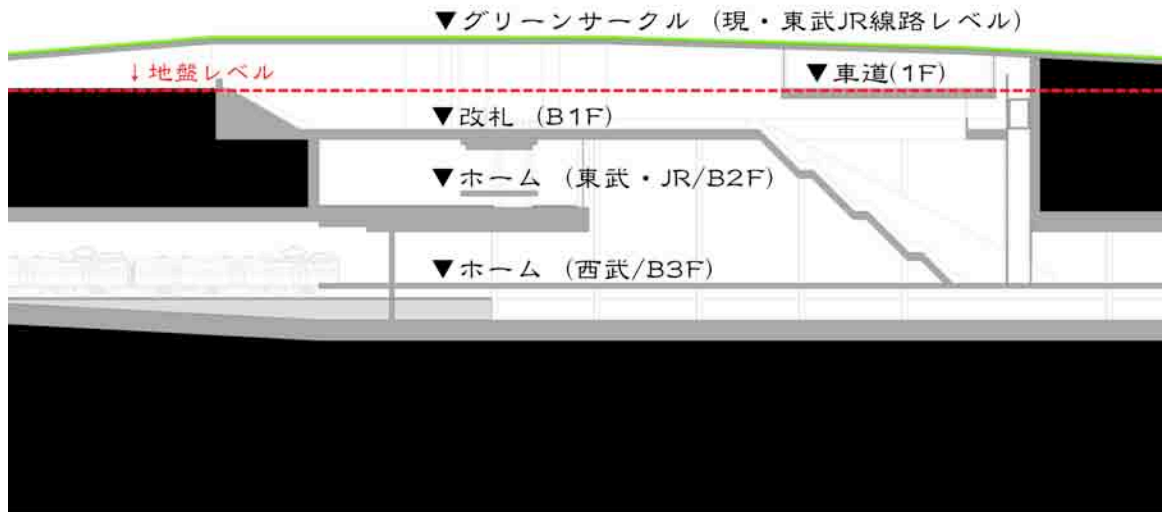 ▼グリーンサークル (現・東武JR線路レベル)
↓地盤レベル
▼車道(1F)
▼改札 (B1F)
▼ホーム (東武・JR/B2F)
▼ホーム (西武/B3F)